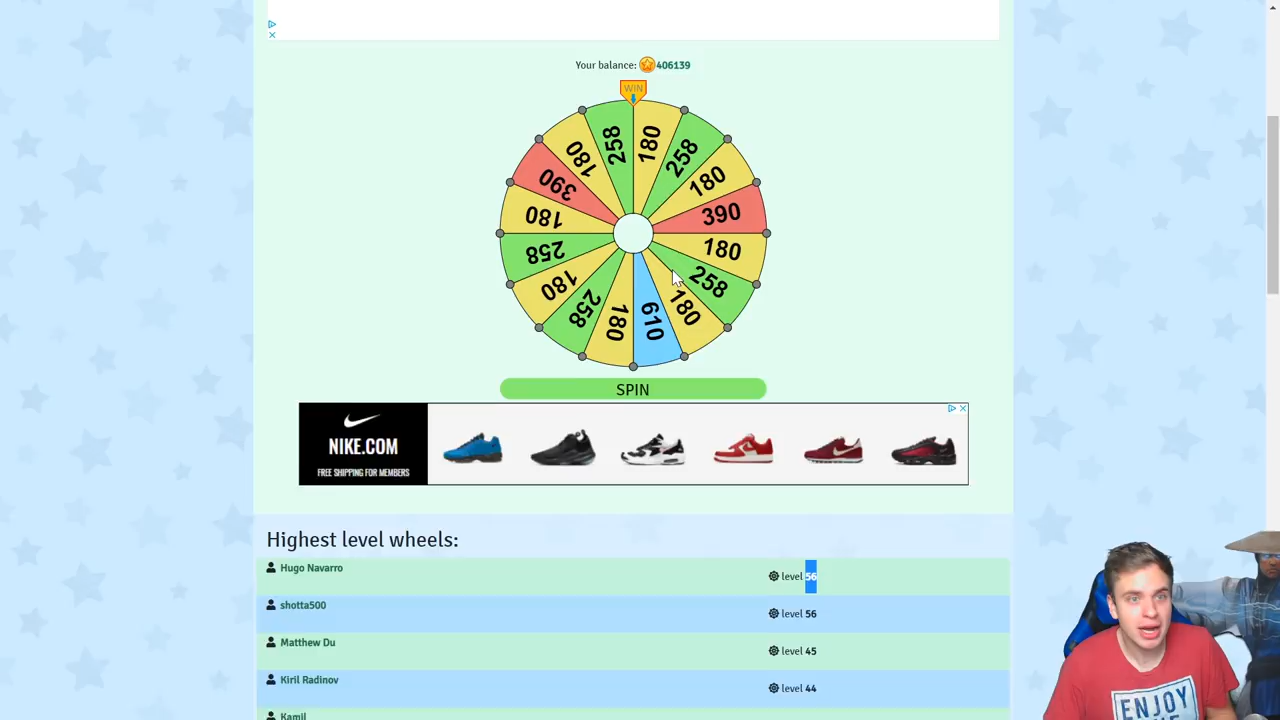 Your balance: 406139
WIN
180
258
180
390
180
258
180
610
180
258
180
258
180
390
180
258
SPIN
NIKE.COM
FREE SHIPPING FOR MEMBERS
Highest level wheels:
Hugo Navarro level 56
shotta500 level 56
Matthew Du level 45
Kiril Radinov level 44
Kamil
ENJOY